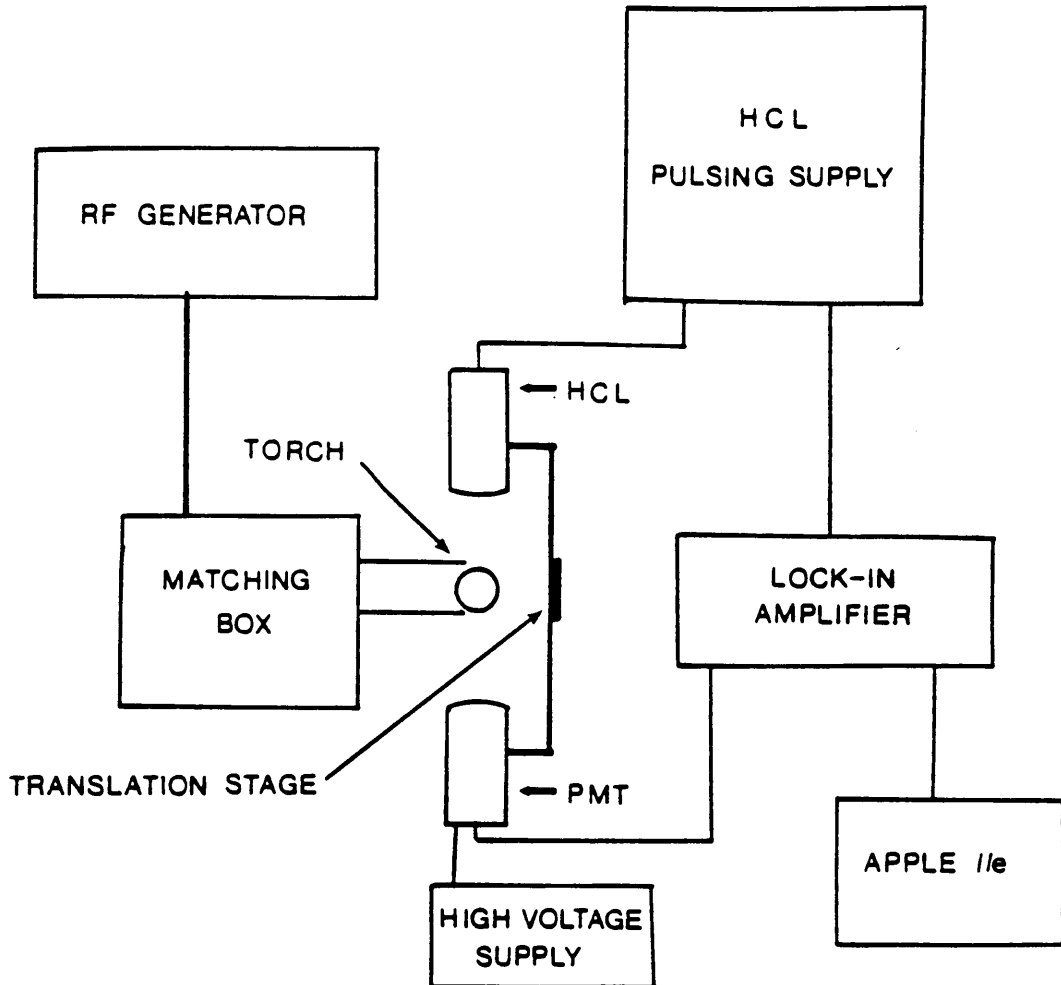 HCL
PULSING SUPPLY
RF GENERATOR
HCL
TORCH
MATCHING
BOX
LOCK-IN
AMPLIFIER
TRANSLATION STAGE
PMT
APPLE IIe
HIGH VOLTAGE
SUPPLY